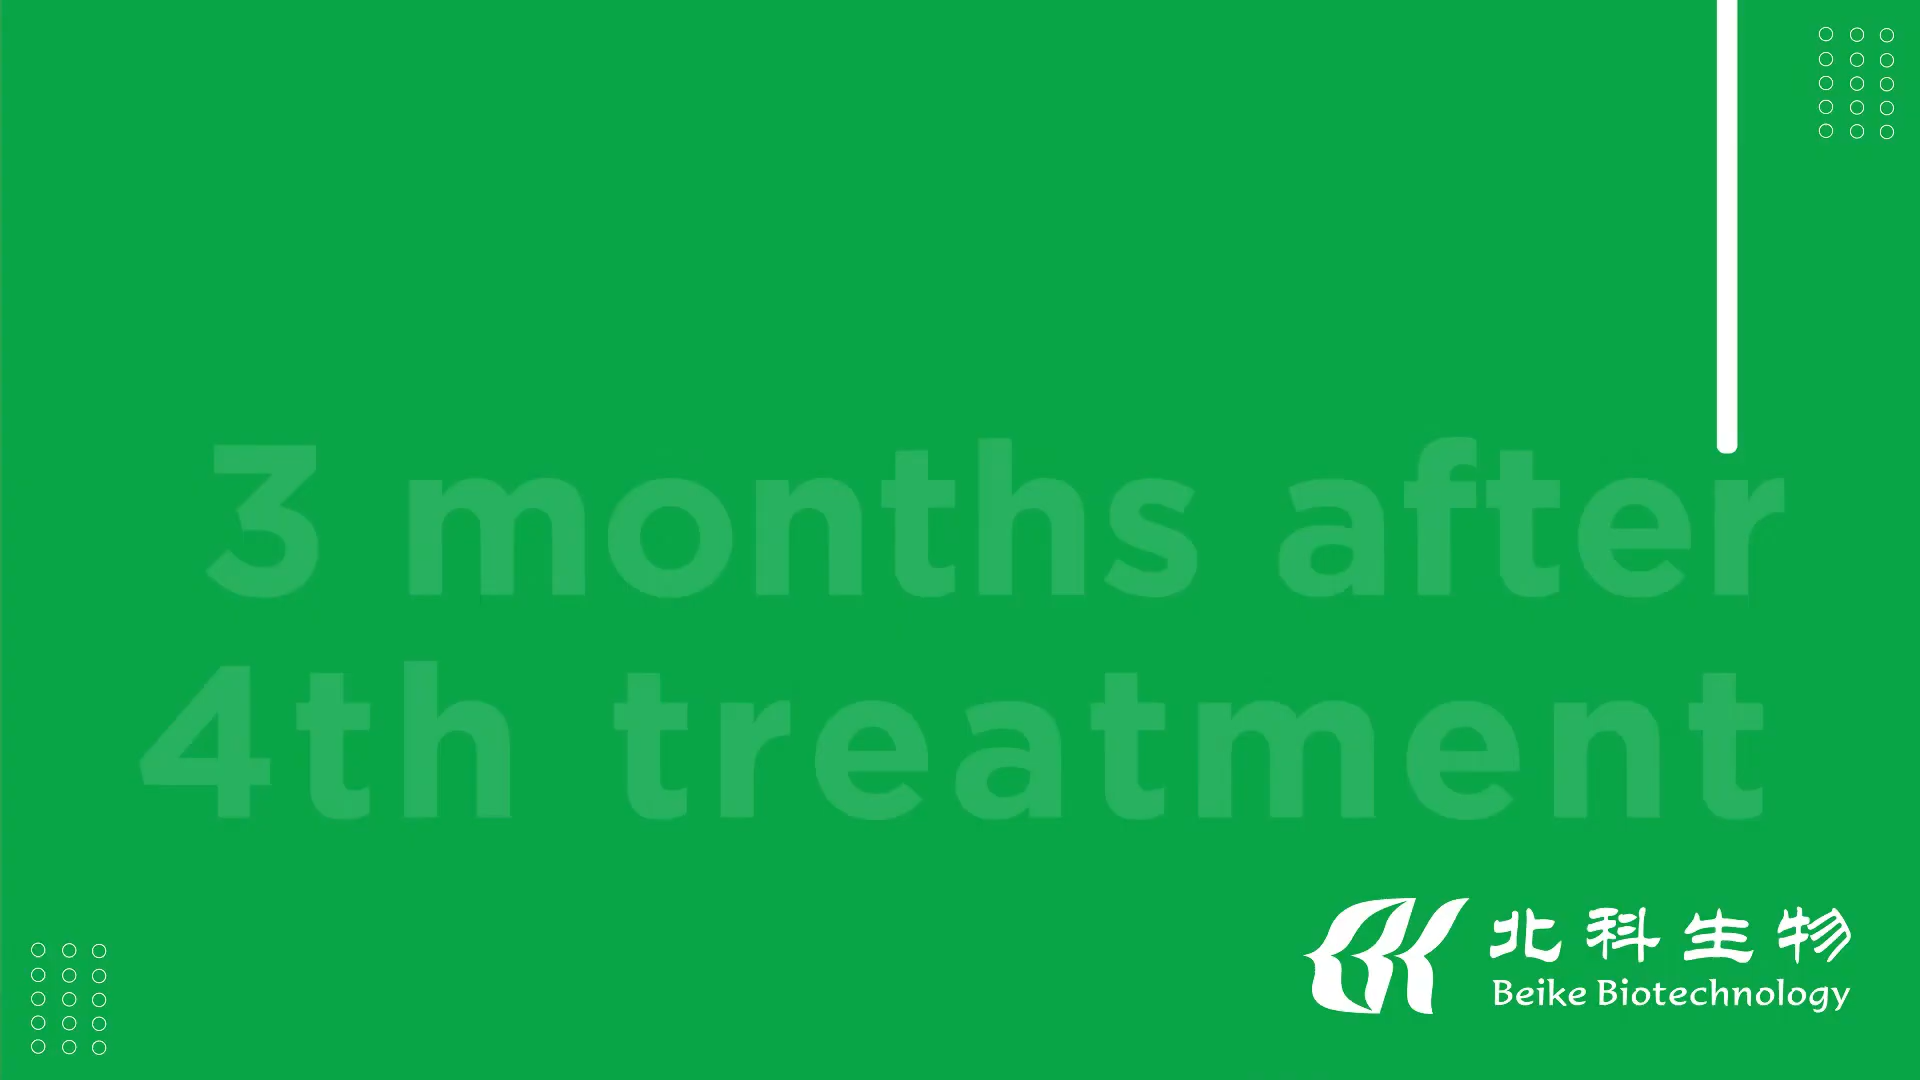 3 months after
4th treatment
北科生物
Beike Biotechnology